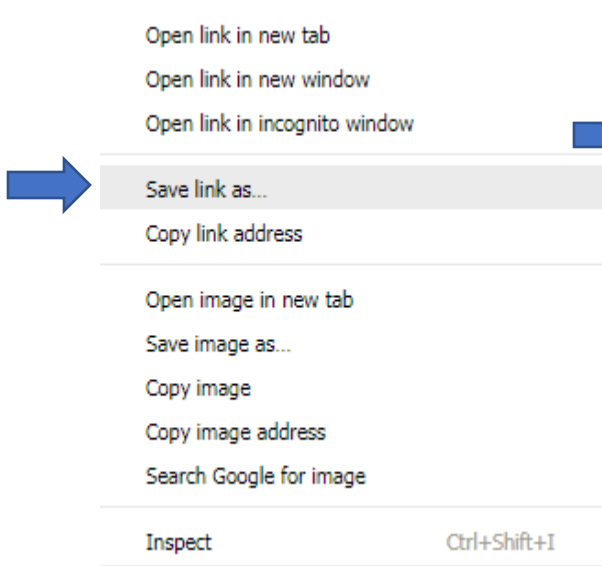 Open link in new tab
Open link in new window
Open link in incognito window
Save link as...
Copy link address
Open image in new tab
Save image as...
Copy image
Copy image address
Search Google for image
Inspect Ctrl+Shift+I